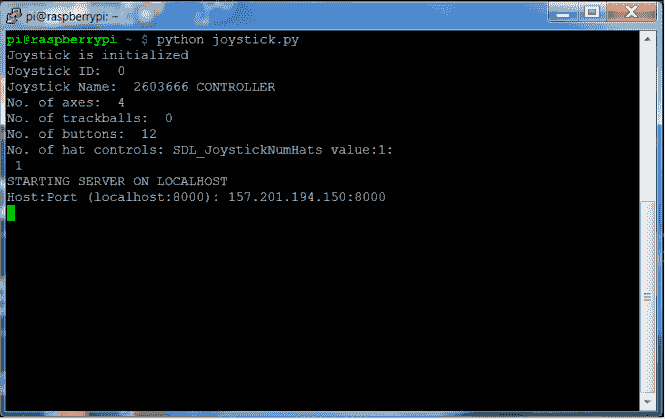 pi@raspberrypi: ~
pi@raspberrypi ~ $ python joystick.py
Joystick is initialized
Joystick ID:  0
Joystick Name:  2603666 CONTROLLER
No. of axes:  4
No. of trackballs:  0
No. of buttons:  12
No. of hat controls: SDL_JoystickNumHats value:1:
 1
STARTING SERVER ON LOCALHOST
Host:Port (localhost:8000): 157.201.194.150:8000